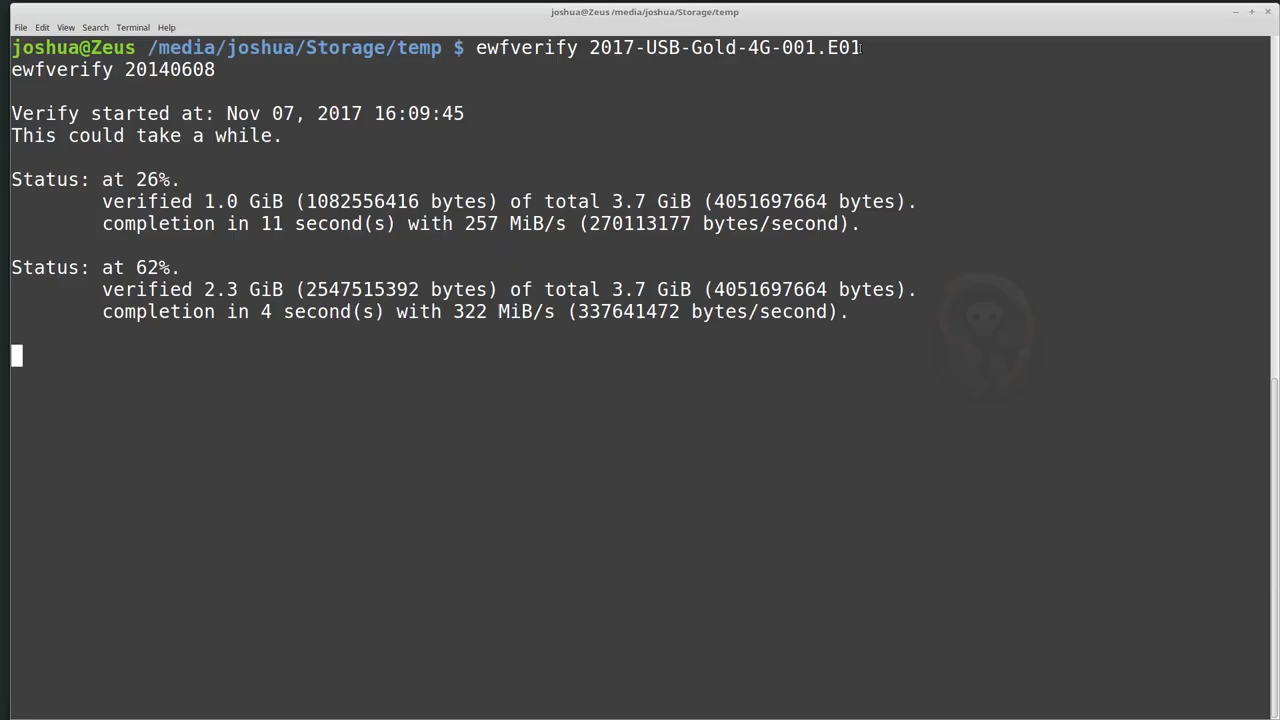 joshua@Zeus /media/joshua/Storage/temp
File Edit View Search Terminal Help
joshua@Zeus /media/joshua/Storage/temp $ ewfverify 2017-USB-Gold-4G-001.E01
ewfverify 20140608
Verify started at: Nov 07, 2017 16:09:45
This could take a while.
Status: at 26%.
verified 1.0 GiB (1082556416 bytes) of total 3.7 GiB (4051697664 bytes).
completion in 11 second(s) with 257 MiB/s (270113177 bytes/second).
Status: at 62%.
verified 2.3 GiB (2547515392 bytes) of total 3.7 GiB (4051697664 bytes).
completion in 4 second(s) with 322 MiB/s (337641472 bytes/second).